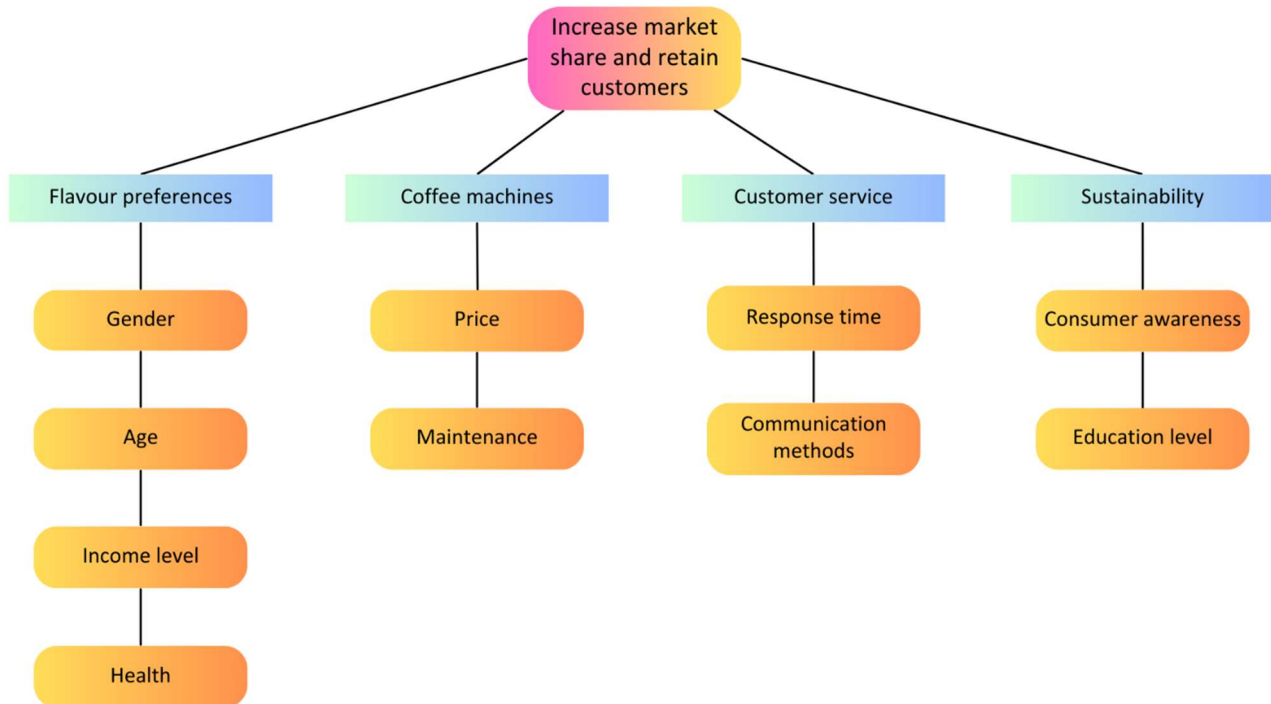 Increase market
share and retain
customers
Flavour preferences
Coffee machines
Customer service
Sustainability
Gender
Price
Response time
Consumer awareness
Age
Maintenance
Communication
methods
Education level
Income level
Health